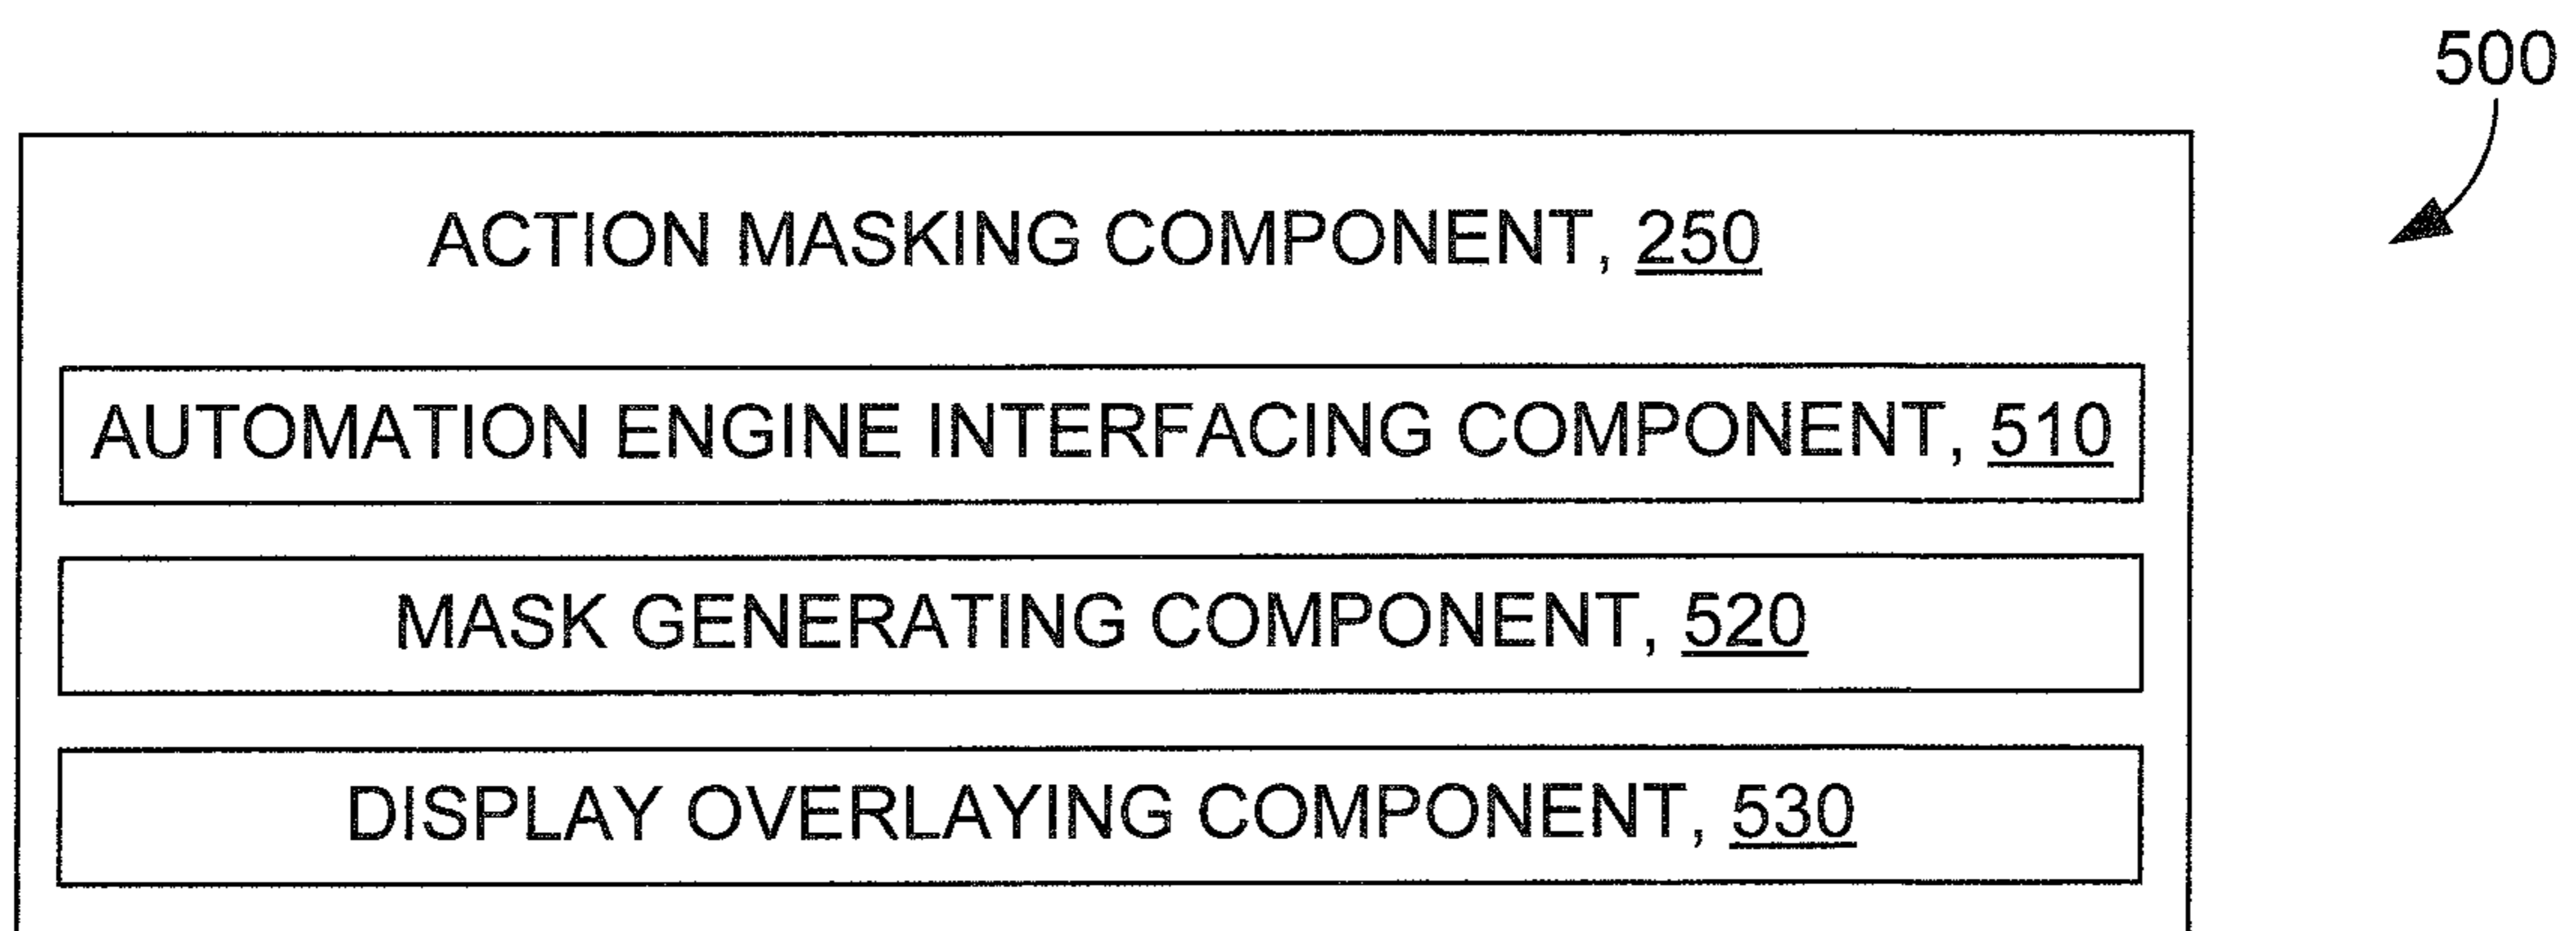 500
ACTION MASKING COMPONENT, 250
AUTOMATION ENGINE INTERFACING COMPONENT, 510
MASK GENERATING COMPONENT, 520
DISPLAY OVERLAYING COMPONENT, 530